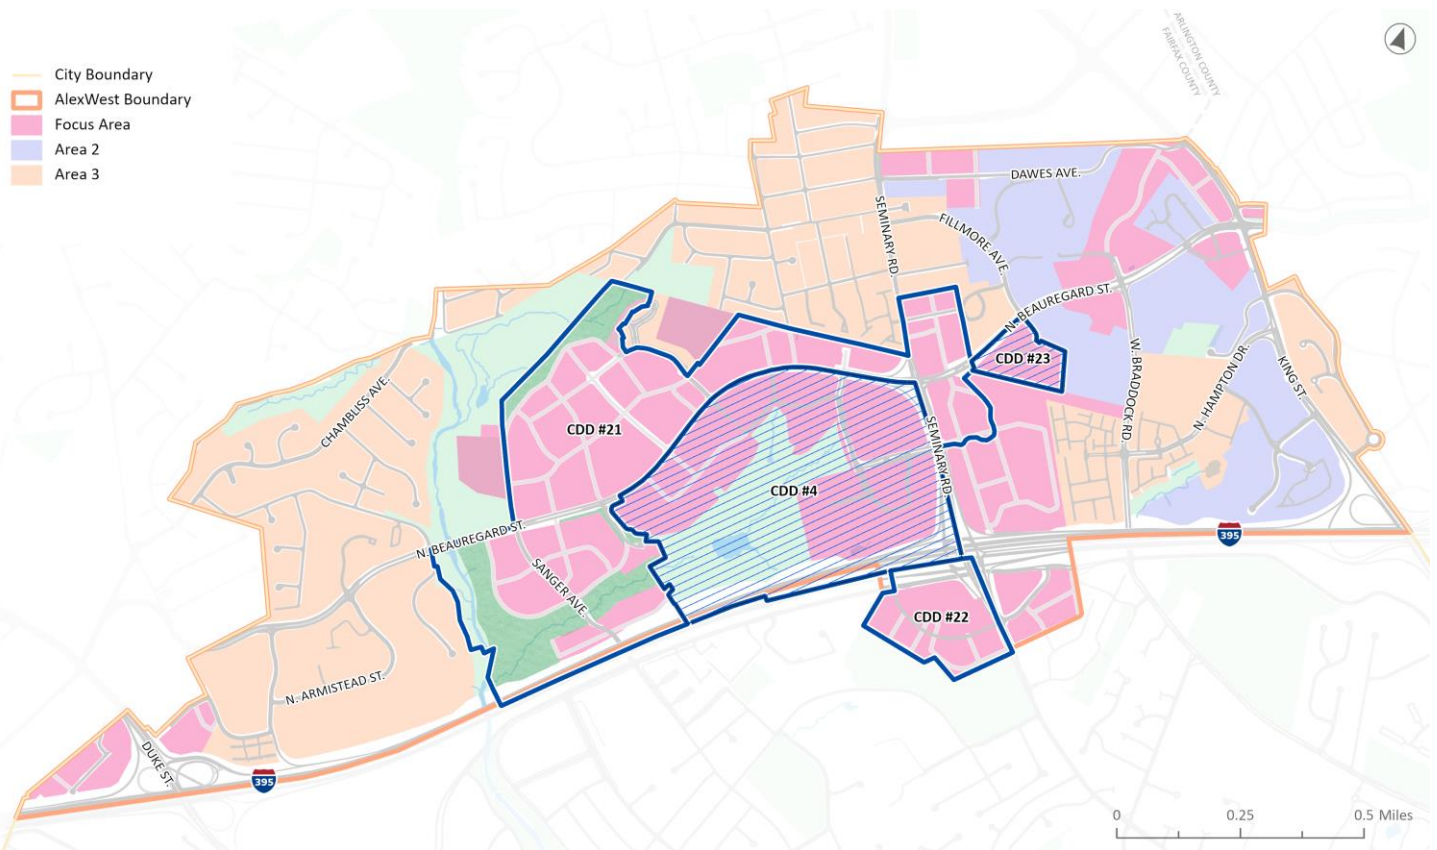 ARLINGTON COUNTY
FAIRFAX COUNTY
City Boundary
AlexWest Boundary
Focus Area
Area 2
Area 3
DAWES AVE.
SEMINARY RD.
FILLMORE AVE.
N. BEAUREGARD ST.
CDD #23
W. BRADDOCK RD.
N. HAMPTON DR.
KING ST.
CHAMBLISS AVE.
CDD #21
SEMINARY RD.
CDD #4
N. BEAUREGARD ST.
395
SANGER AVE.
CDD #22
N. ARMISTEAD ST.
DUKE ST.
395
0 0.25 0.5 Miles